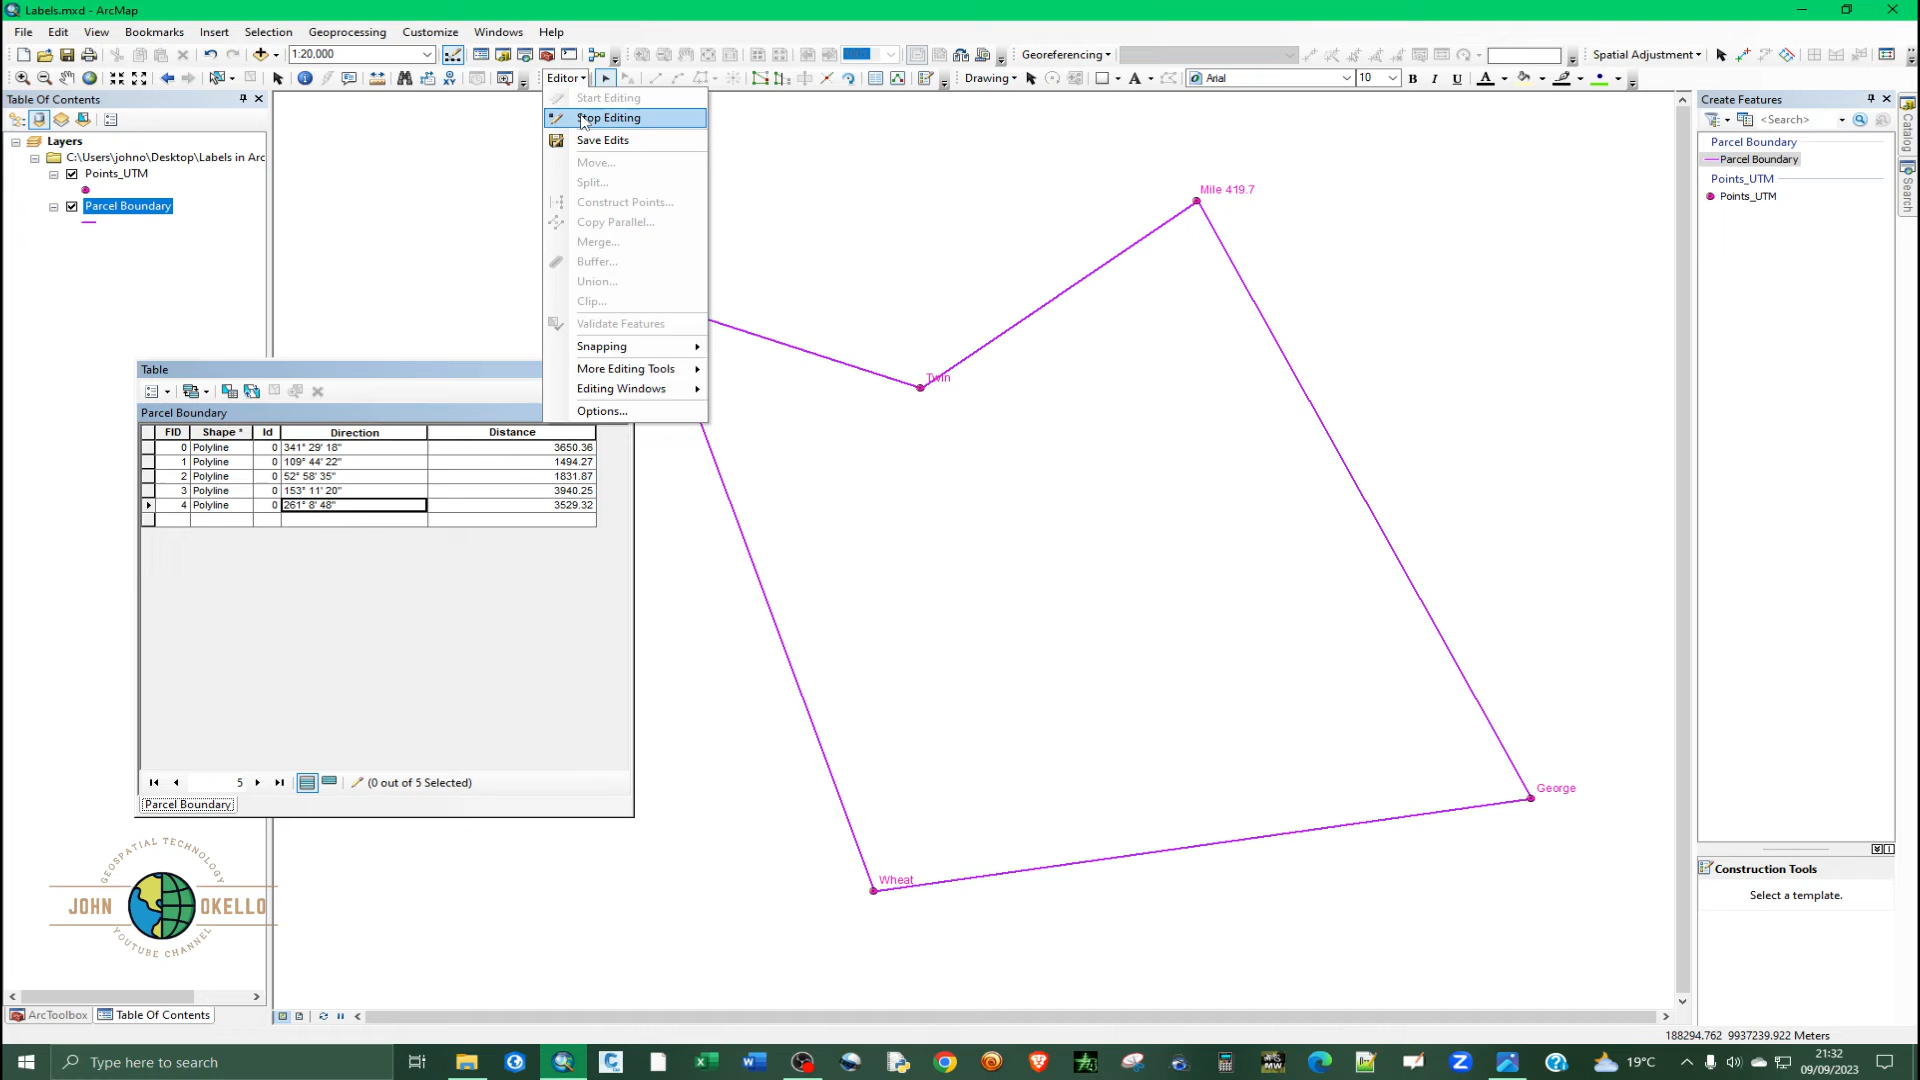 Labels.mxd - ArcMap
File Edit View Bookmarks Insert Selection Geoprocessing Customize Windows Help
1:20,000 Georeferencing Spatial Adjustment
Editor Drawing A Arial 10 B I U A
Table Of Contents
Layers
C:\Users\johno\Desktop\Labels in Arc
Points_UTM
Parcel Boundary
Start Editing
Stop Editing
Save Edits
Move...
Split...
Construct Points...
Copy Parallel...
Merge...
Buffer...
Union...
Clip...
Validate Features
Snapping
More Editing Tools
Editing Windows
Options...
Table
Parcel Boundary
FID Shape * Id Direction Distance
0 Polyline 0 341° 29' 18" 3650.36
1 Polyline 0 109° 44' 22" 1494.27
2 Polyline 0 52° 58' 35" 1831.87
3 Polyline 0 153° 11' 20" 3940.25
4 Polyline 0 261° 8' 48" 3529.32
5 (0 out of 5 Selected)
Parcel Boundary
Mile 419.7
Twin
George
Wheat
Create Features
<Search>
Parcel Boundary
Parcel Boundary
Points_UTM
Points_UTM
Construction Tools
Select a template.
Catalog
Search
GEOSPATIAL TECHNOLOGY
JOHN OKELLO
YOUTUBE CHANNEL
ArcToolbox Table Of Contents
188294.762 9937239.922 Meters
Type here to search
19°C
21:32
09/09/2023